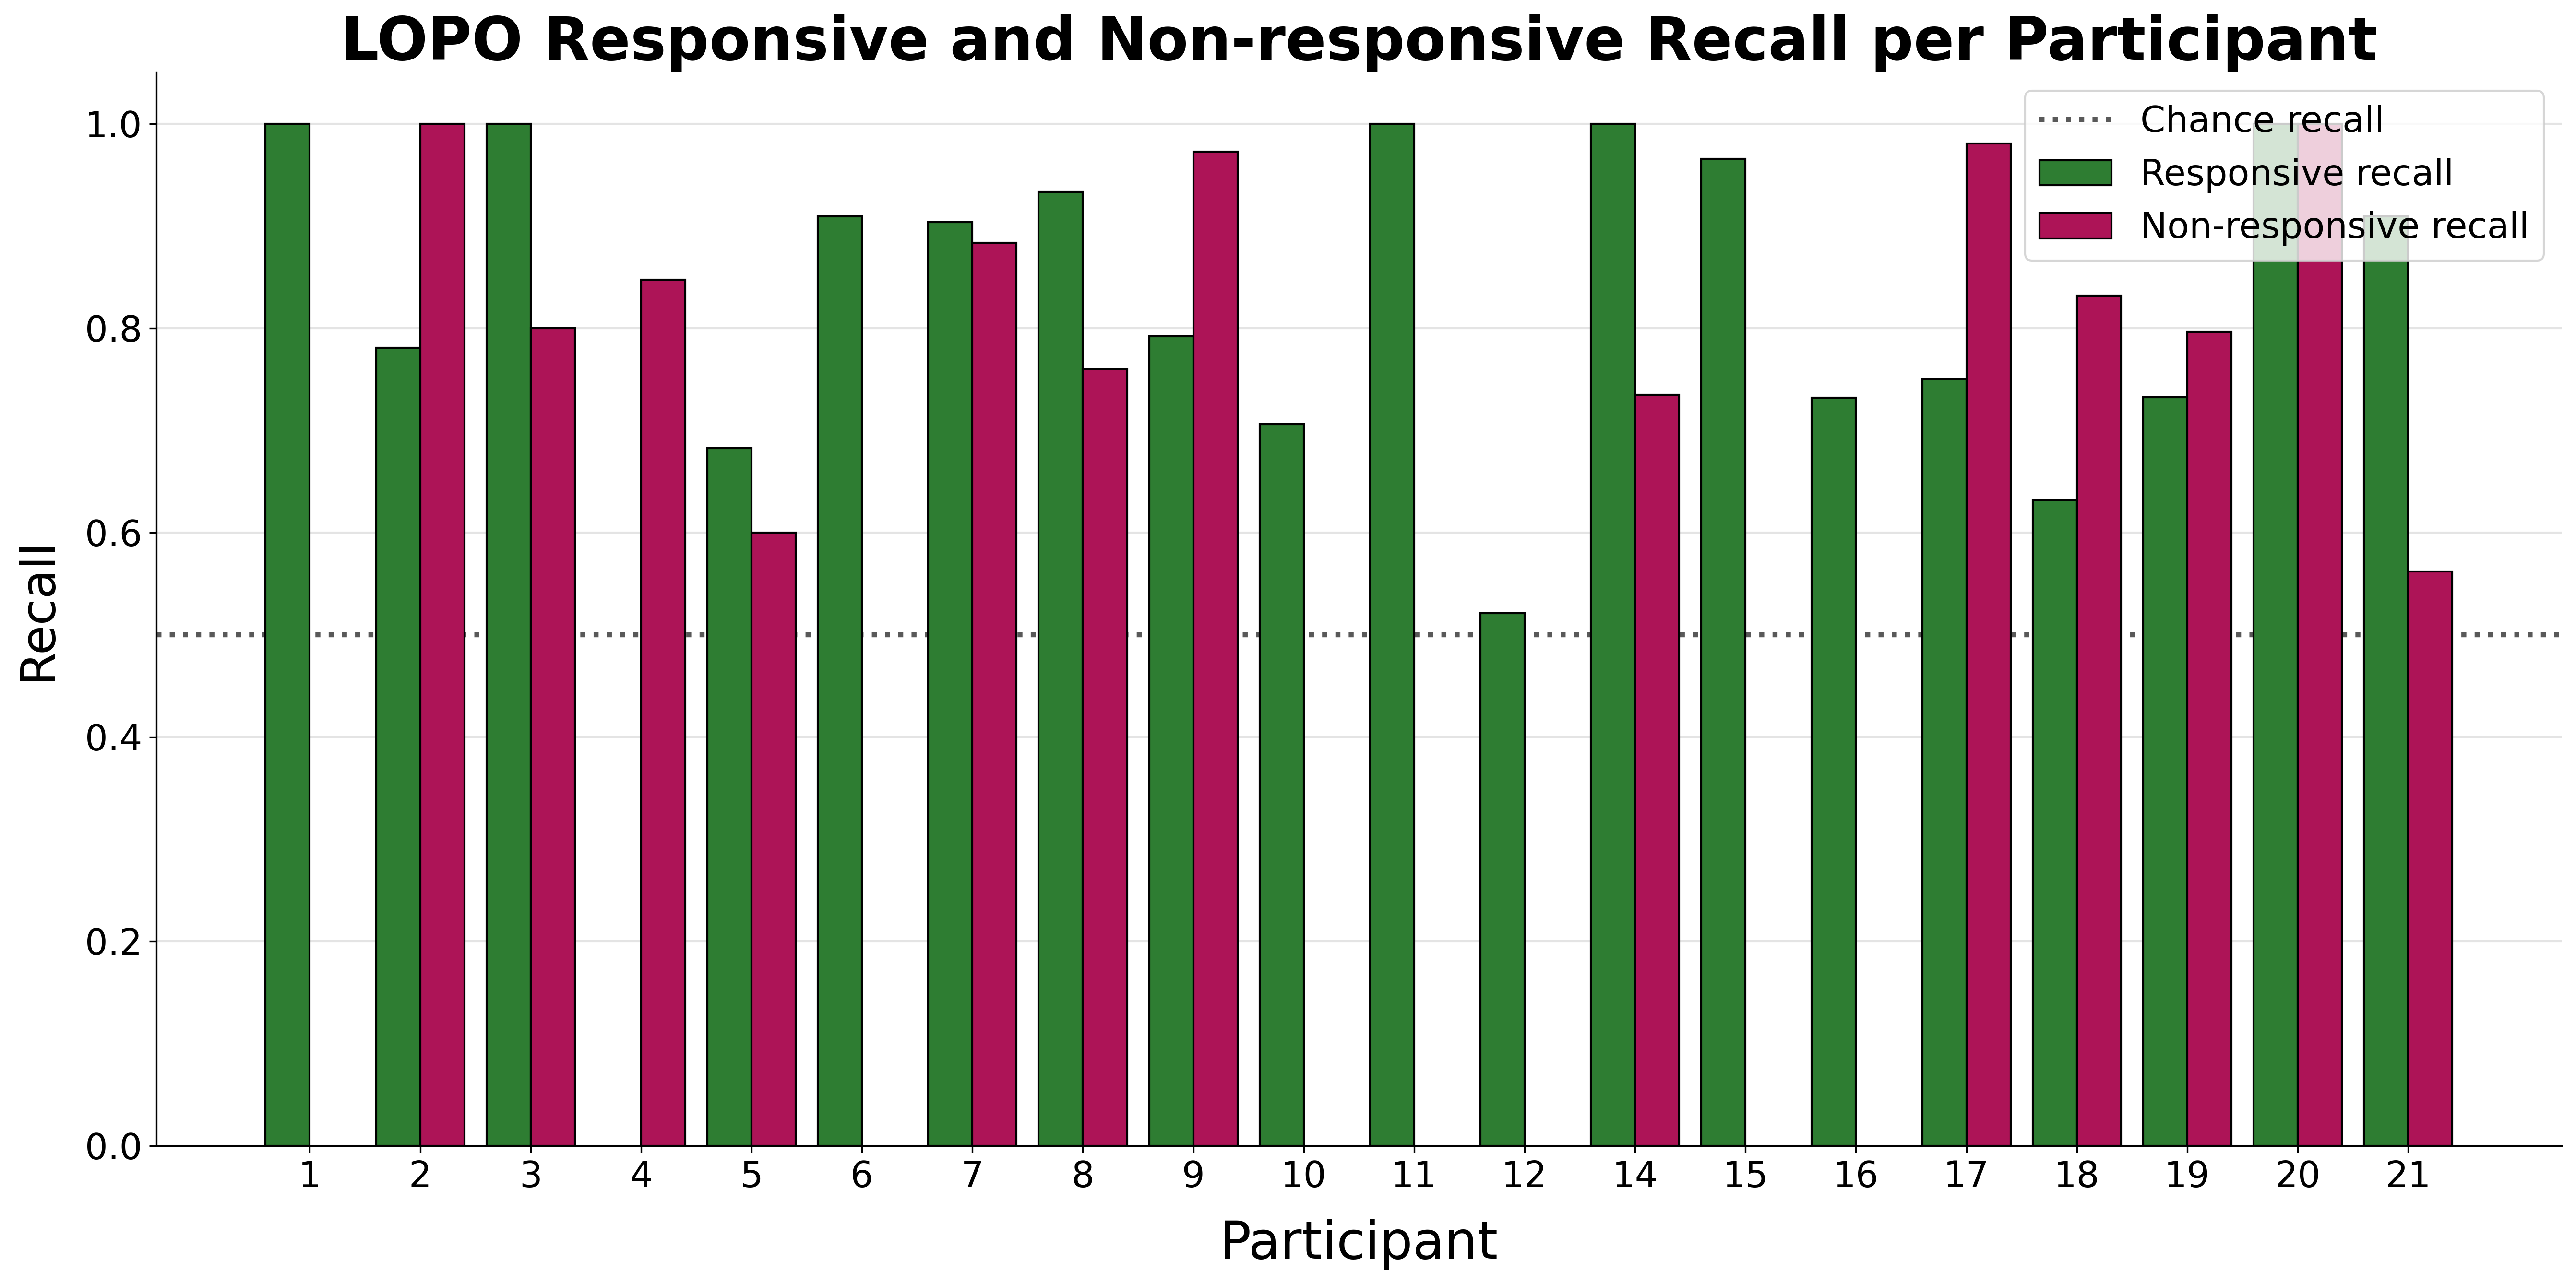 LOPO Responsive and Non-responsive Recall per Participant
Chance recall
Responsive recall
Non-responsive recall
Recall
1.0
0.8
0.6
0.4
0.2
0.0
1 2 3 4 5 6 7 8 9 10 11 12 14 15 16 17 18 19 20 21
Participant